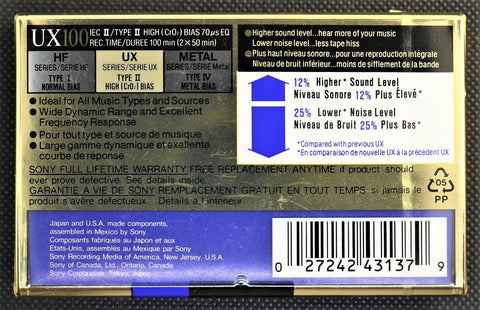 UX100 IEC II/TYPE II HIGH (CrO₂) BIAS 70µs EQ
REC TIME/DUREE 100 min (2 × 50 min)
HF
SERIES/SERIE HF
TYPE I
NORMAL BIAS
UX
SERIES/SERIE UX
TYPE II
HIGH (CrO₂) BIAS
METAL
SERIES/SERIE Metal
TYPE IV
METAL BIAS
• Ideal for All Music Types and Sources
• Wide Dynamic Range and Excellent
Frequency Response
• Pour tout type et source de musique
• Large gamme dynamique et excellente
courbe de réponse
• Higher sound level...hear more of your music
Lower noise level...less tape hiss
• Plus haut niveau sonore...pour une reproduction intégrale
Niveau de bruit inférieur...moins de sifflement de la bande
12% Higher* Sound Level
Niveau Sonore 12% Plus Élevé*
25% Lower* Noise Level
Niveau de Bruit 25% Plus Bas*
*Compared with previous UX
*En comparaison de nouvelle UX à la précédent UX
SONY FULL LIFETIME WARRANTY:FREE REPLACEMENT ANYTIME if product should
ever prove defective. See details inside.
GARANTIE A VIE DE SONY:REMPLACEMENT GRATUIT EN TOUT TEMPS si jamais le
produit s'avère défectueux. Détails à l'intérieur.
05
PP
Japan and U.S.A. made components,
assembled in Mexico by Sony
Composants fabriqués au Japon et aux
Etats-Unis, assembles au Mexique par Sony
Sony Recording Media of America, New Jersey, U.S.A.
Sony of Canada, Ltd., Ontario, Canada
Sony Corporation, Tokyo, Japan
0 27242 43137 9